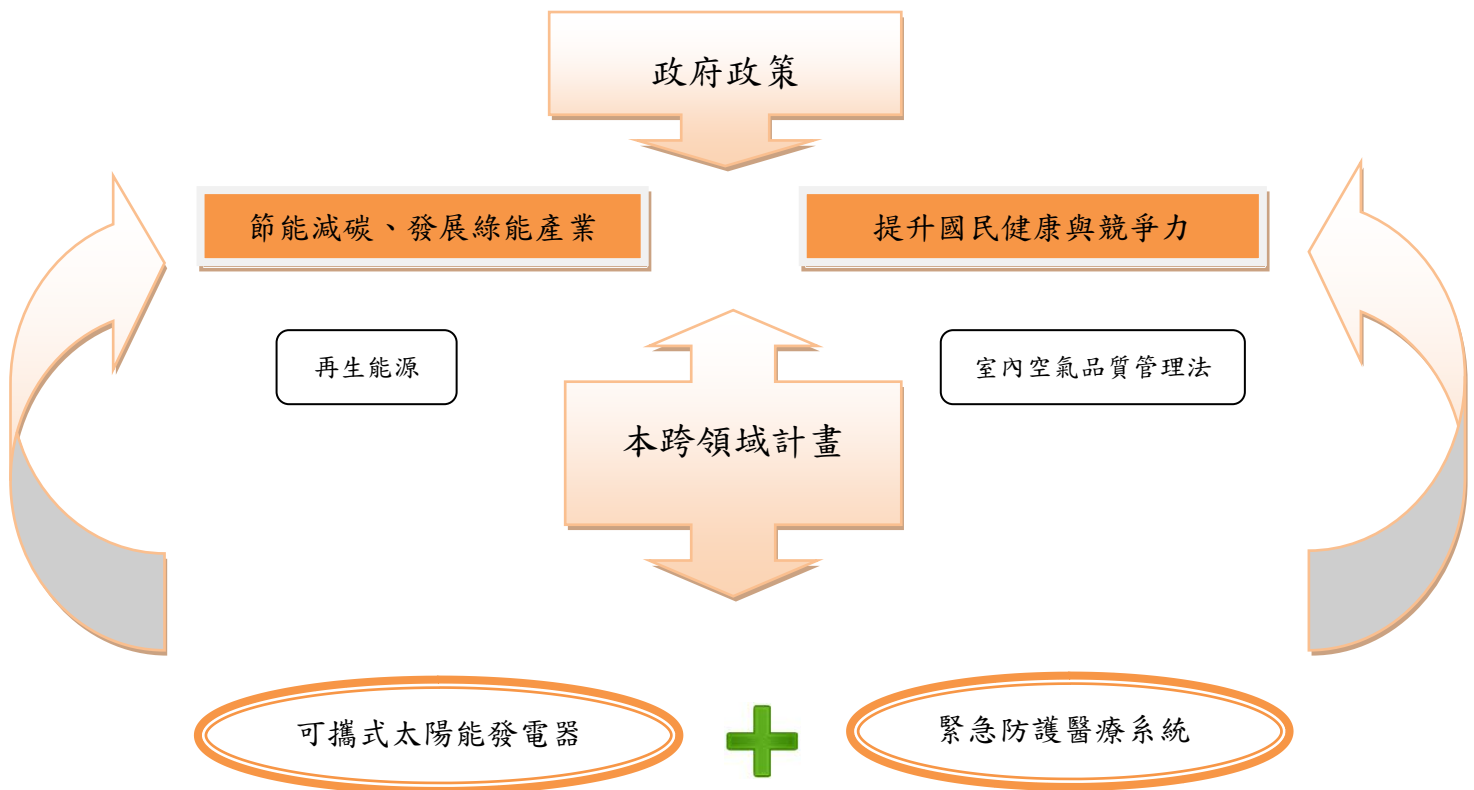 政府政策
節能減碳、發展綠能產業
提升國民健康與競爭力
再生能源
室內空氣品質管理法
本跨領域計畫
可攜式太陽能發電器
緊急防護醫療系統